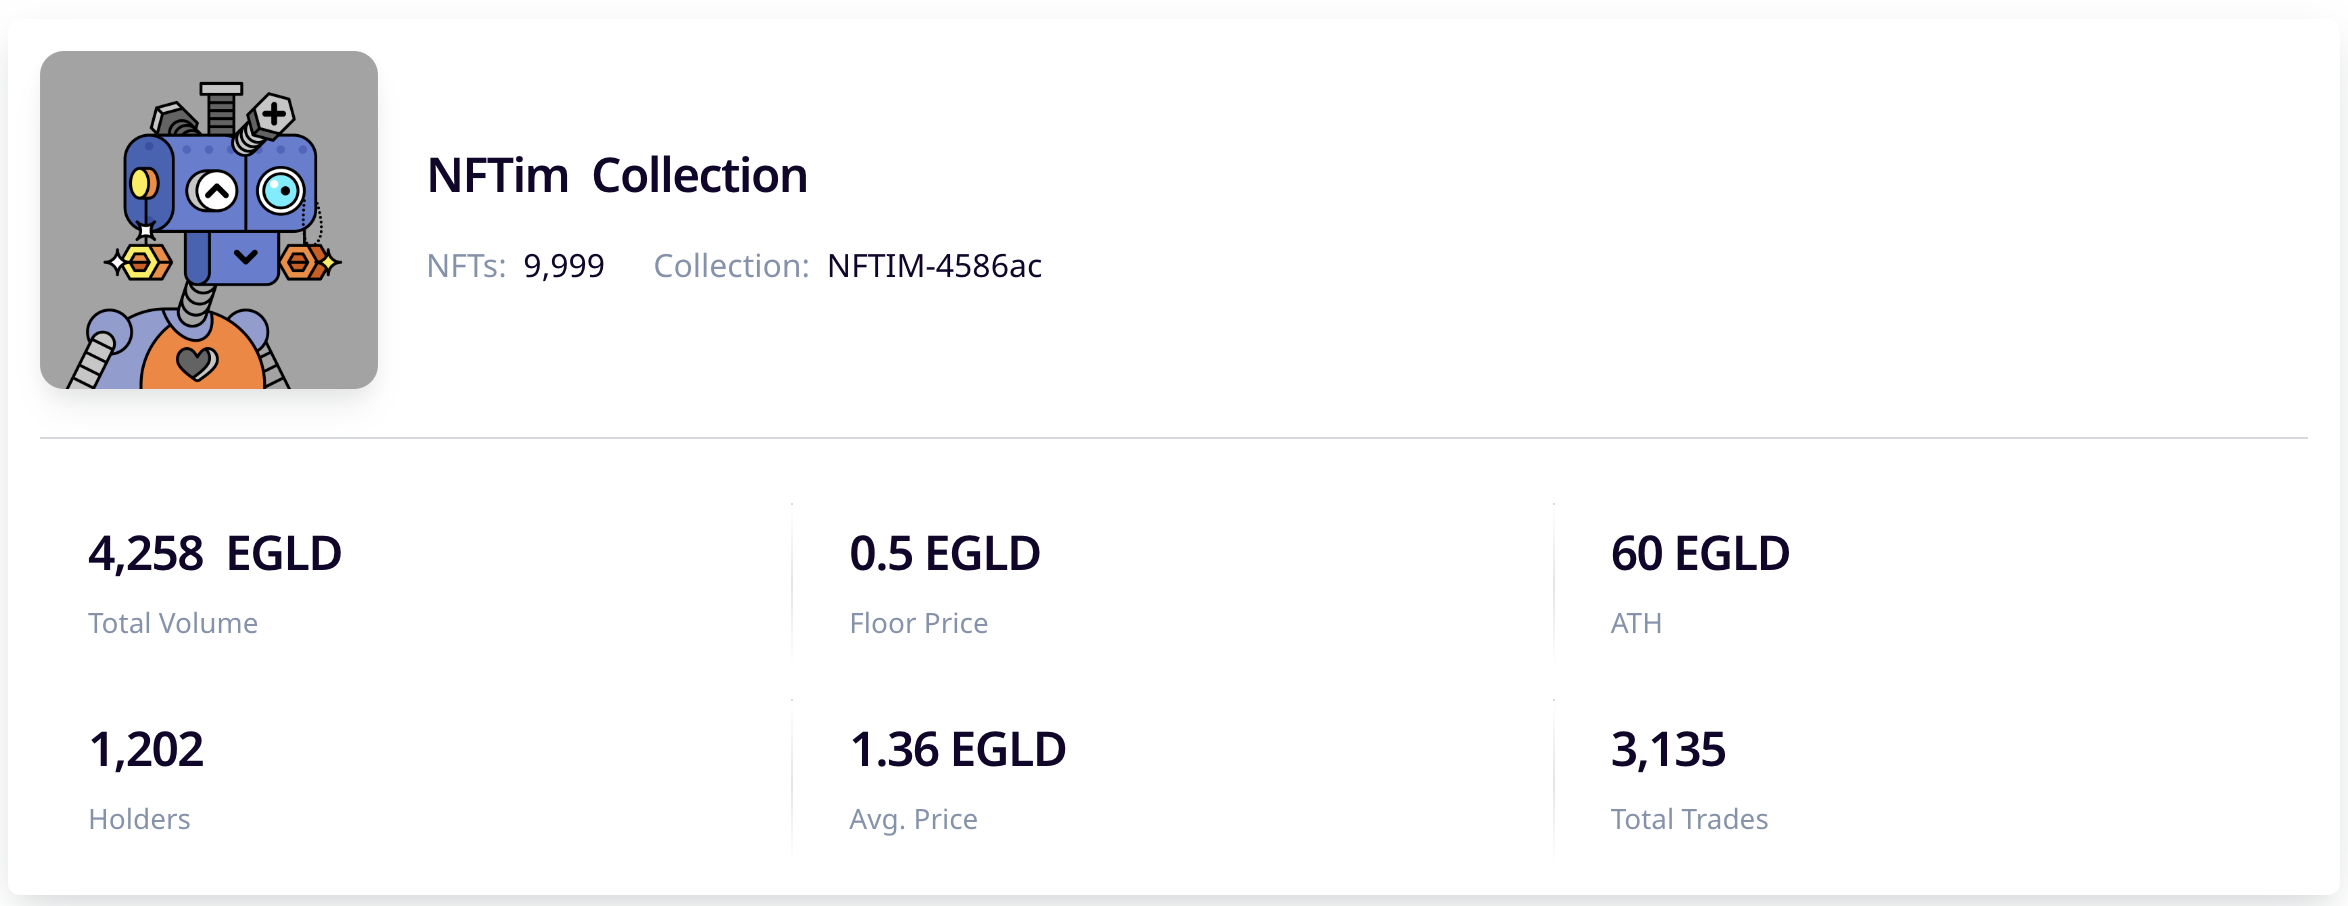 NFTim Collection
NFTs: 9,999 Collection: NFTIM-4586ac
4,258 EGLD
Total Volume
0.5 EGLD
Floor Price
60 EGLD
ATH
1,202
Holders
1.36 EGLD
Avg. Price
3,135
Total Trades